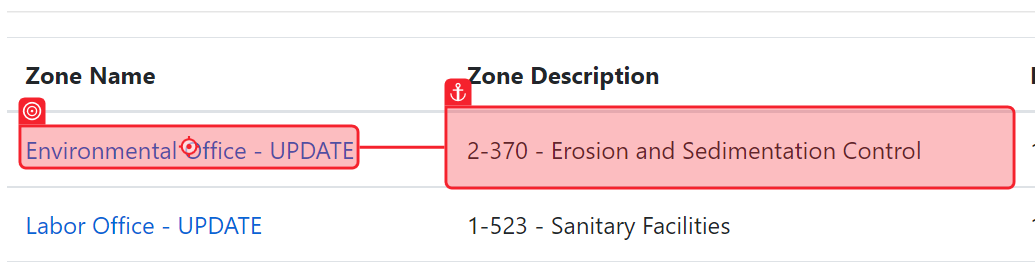 Zone Name Zone Description
Environmental Office - UPDATE 2-370 - Erosion and Sedimentation Control
Labor Office - UPDATE 1-523 - Sanitary Facilities